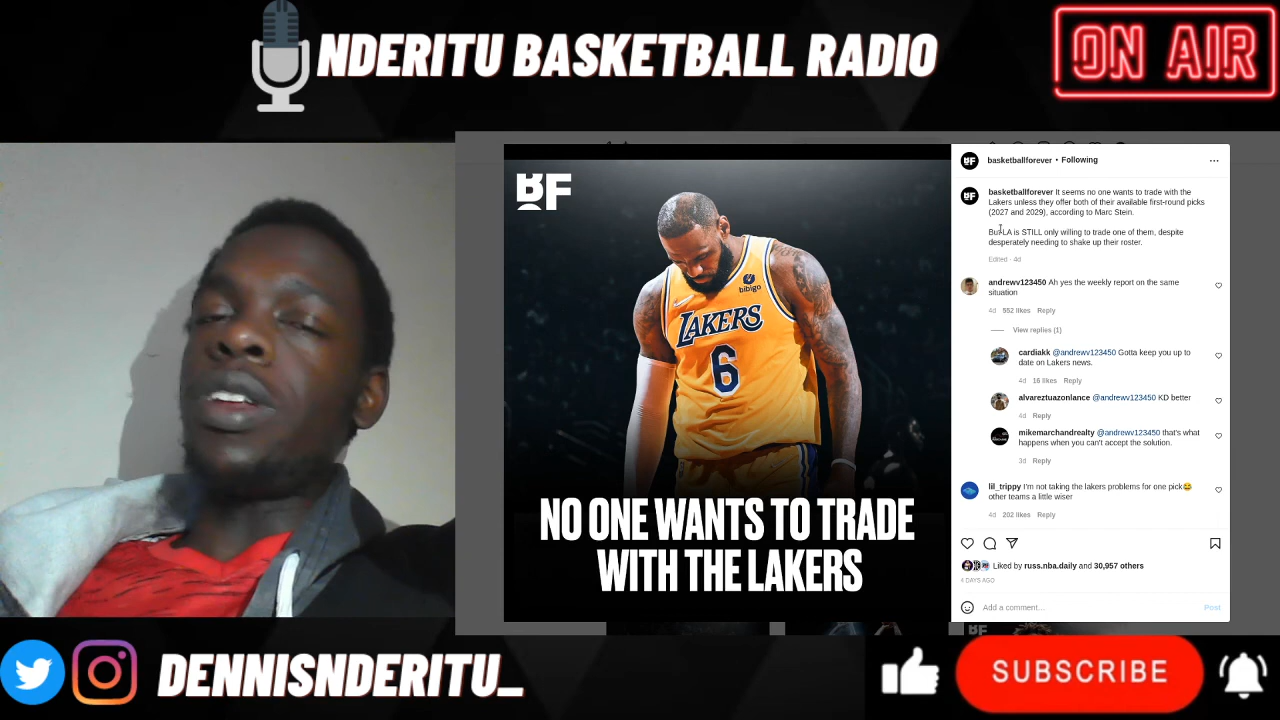 NDERITU BASKETBALL RADIO
ON AIR
BF
bibigo
LAKERS
6
NO ONE WANTS TO TRADE
WITH THE LAKERS
basketballforever • Following
basketballforever It seems no one wants to trade with the
Lakers unless they offer both of their available first-round picks
(2027 and 2029), according to Marc Stein.
But LA is STILL only willing to trade one of them, despite
desperately needing to shake up their roster.
Edited · 4d
andrewv123450 Ah yes the weekly report on the same
situation
4d 552 likes Reply
View replies (1)
cardiakk @andrewv123450 Gotta keep you up to
date on Lakers news.
4d 16 likes Reply
alvareztuazonlance @andrewv123450 KD better
4d Reply
mikemarchandrealty @andrewv123450 that's what
happens when you can't accept the solution.
3d Reply
lil_trippy I'm not taking the lakers problems for one pick😂
other teams a little wiser
4d 202 likes Reply
Liked by russ.nba.daily and 30,957 others
4 DAYS AGO
Add a comment...
Post
BF
DENNISNDERITU_
SUBSCRIBE